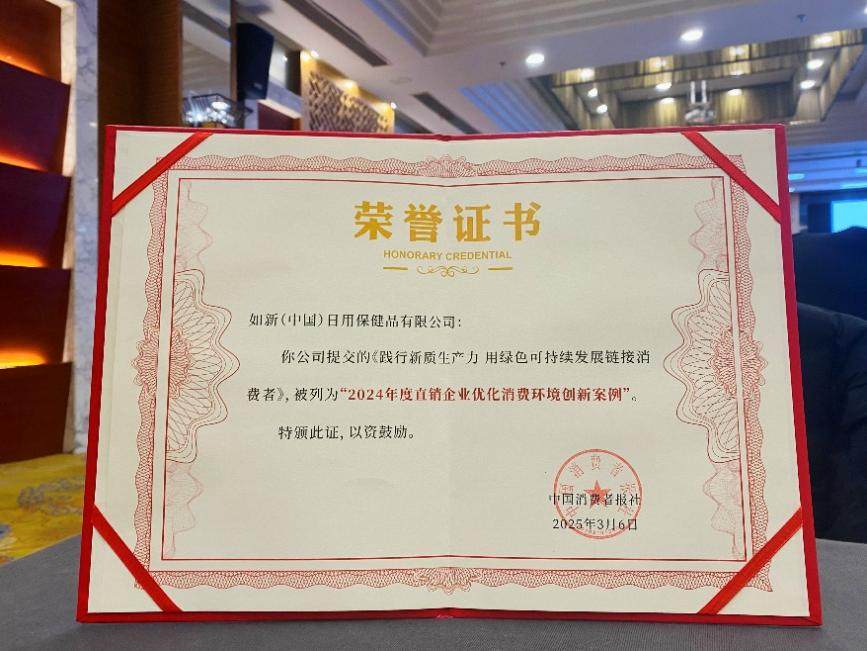 荣誉证书
HONORARY CREDENTIAL
如新(中国)日用保健品有限公司:
你公司提交的《践行新质生产力 用绿色可持续发展链接消
费者》,被列为“2024年度直销企业优化消费环境创新案例”。
特颁此证,以资鼓励。
中国消费者报社
2025年3月6日